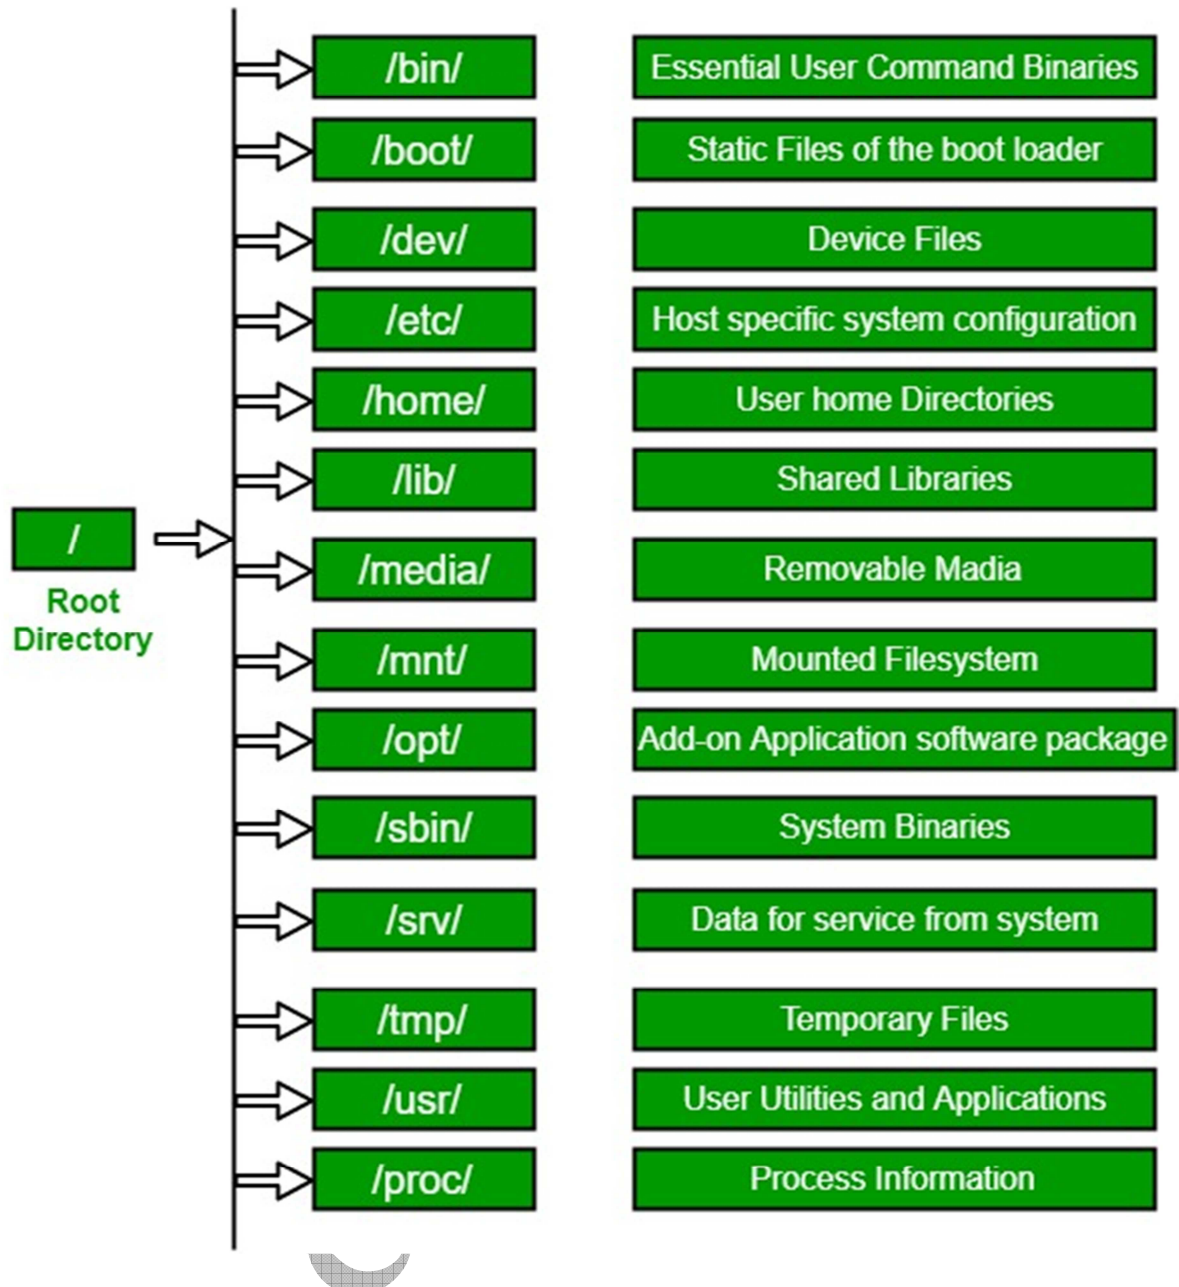 /bin/ Essential User Command Binaries
/boot/ Static Files of the boot loader
/dev/ Device Files
/etc/ Host specific system configuration
/home/ User home Directories
/lib/ Shared Libraries
/
Root
Directory
/media/ Removable Madia
/mnt/ Mounted Filesystem
/opt/ Add-on Application software package
/sbin/ System Binaries
/srv/ Data for service from system
/tmp/ Temporary Files
/usr/ User Utilities and Applications
/proc/ Process Information